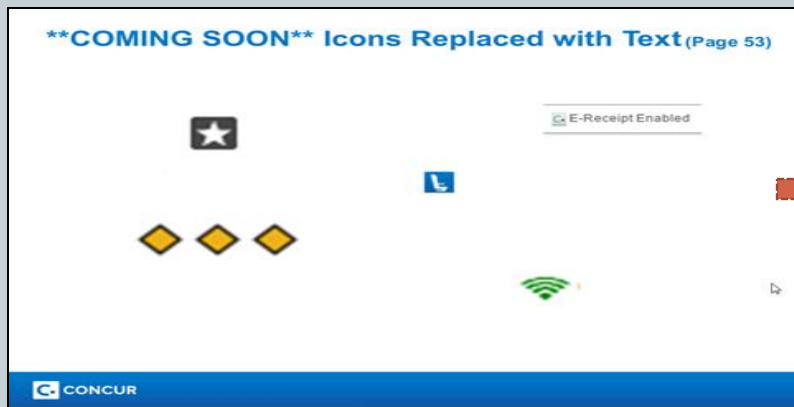 **COMING SOON** Icons Replaced with Text (Page 53)
E-Receipt Enabled
CONCUR